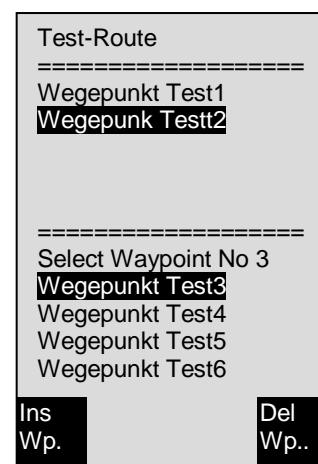 Test-Route
===================
Wegepunkt Test1
Wegepunk Testt2
===================
Select Waypoint No 3
Wegepunkt Test3
Wegepunkt Test4
Wegepunkt Test5
Wegepunkt Test6
Ins Del
Wp. Wp..